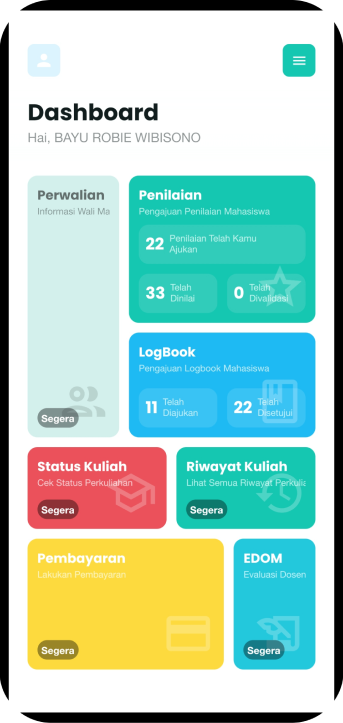 Dashboard
Hai, BAYU ROBIE WIBISONO
Perwalian
Informasi Wali Ma
Segera
Penilaian
Pengajuan Penilaian Mahasiswa
22 Penilaian Telah Kamu
Ajukan
33 Telah
Dinilai
0 Telah
Divalidasi
LogBook
Pengajuan Logbook Mahasiswa
11 Telah
Diajukan
22 Telah
Disetujui
Status Kuliah
Cek Status Perkuliahan
Segera
Riwayat Kuliah
Lihat Semua Riwayat Perkulia
Segera
Pembayaran
Lakukan Pembayaran
Segera
EDOM
Evaluasi Dosen
Segera